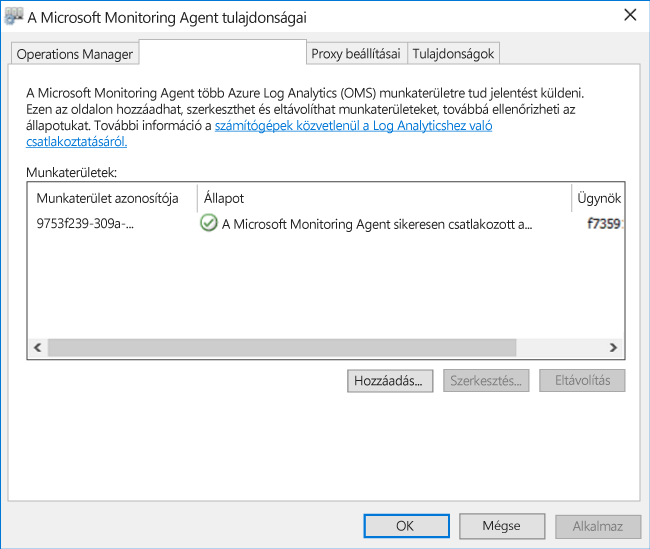 A Microsoft Monitoring Agent tulajdonságai
Operations Manager
Proxy beállításai
Tulajdonságok
A Microsoft Monitoring Agent több Azure Log Analytics (OMS) munkaterületre tud jelentést küldeni.
Ezen az oldalon hozzáadhat, szerkeszthet és eltávolíthat munkaterületeket, továbbá ellenőrizheti az
állapotukat. További információ a számítógépek közvetlenül a Log Analyticshez való
csatlakoztatásáról.
Munkaterületek:
Munkaterület azonosítója Állapot Ügynök
9753f239-309a-... A Microsoft Monitoring Agent sikeresen csatlakozott a... f7359
Hozzáadás... Szerkesztés... Eltávolítás
OK Mégse Alkalmaz